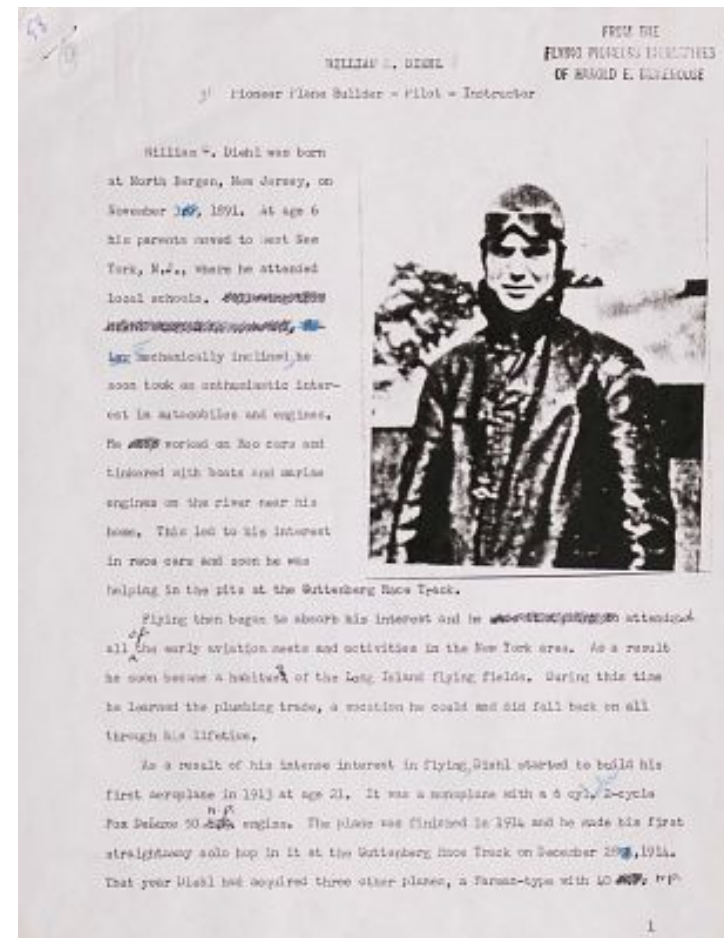 FROM THE
FLYING PIONEERS BIOGRAPHIES
OF HAROLD E. MOREHOUSE
WILLIAM C. DIEHL
Pioneer Plane Builder - Pilot - Instructor
William C. Diehl was born
at North Bergen, New Jersey, on
November, 1891. At age 6
his parents moved to West New
York, N.J., where he attended
local schools.
mechanically inclined, he
soon took an enthusiastic inter-
est in automobiles and engines.
He worked on Reo cars and
tinkered with boats and marine
engines on the river near his
home. This led to his interest
in race cars and soon he was
helping in the pits at the Guttenberg Race Track.
Flying then began to absorb his interest and he attended
all of the early aviation meets and activities in the New York area. As a result
he soon became a habitue of the Long Island flying fields. During this time
he learned the plumbing trade, a vocation he could and did fall back on all
through his lifetime.
As a result of his intense interest in flying, Diehl started to build his
first aeroplane in 1913 at age 21. It was a monoplane with a 6 cyl. 2-cycle
Fox Deluxe 50 h.p. engine. The plane was finished in 1914 and he made his first
straightaway solo hop in it at the Guttenberg Race Track on December, 1914.
That year Diehl had acquired three other planes, a Farman-type with 40 h.p.
1